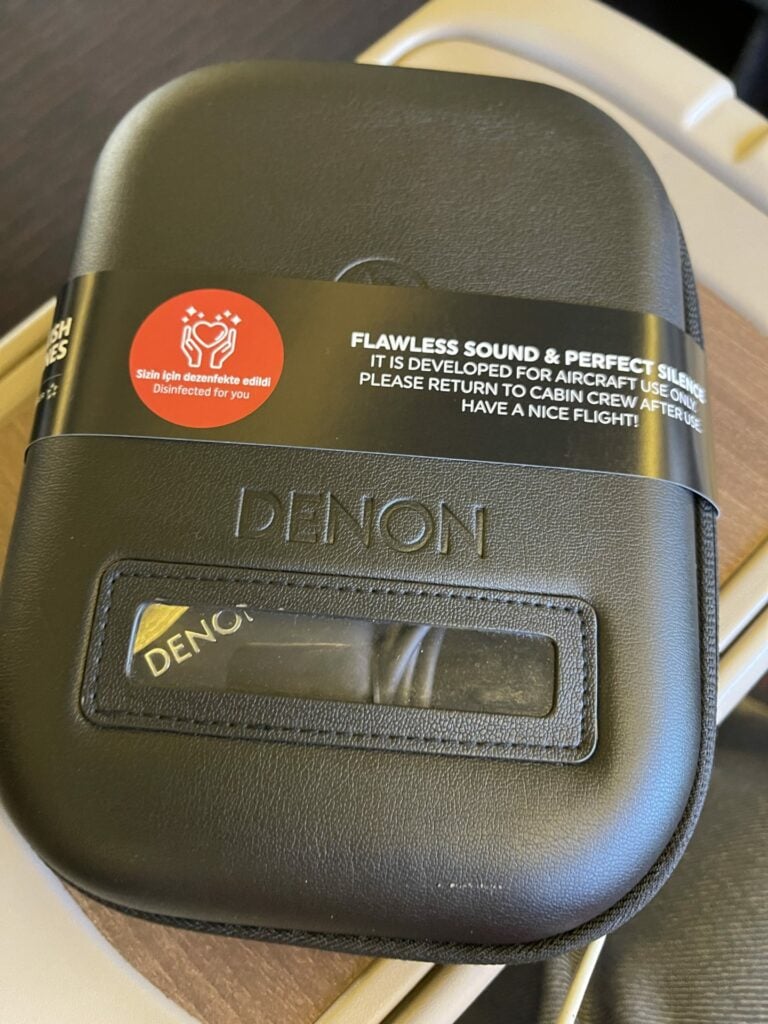 Sizin için dezenfekte edildi
Disinfected for you
FLAWLESS SOUND & PERFECT SILENCE
IT IS DEVELOPED FOR AIRCRAFT USE ONLY.
PLEASE RETURN TO CABIN CREW AFTER USE.
HAVE A NICE FLIGHT!
DENON